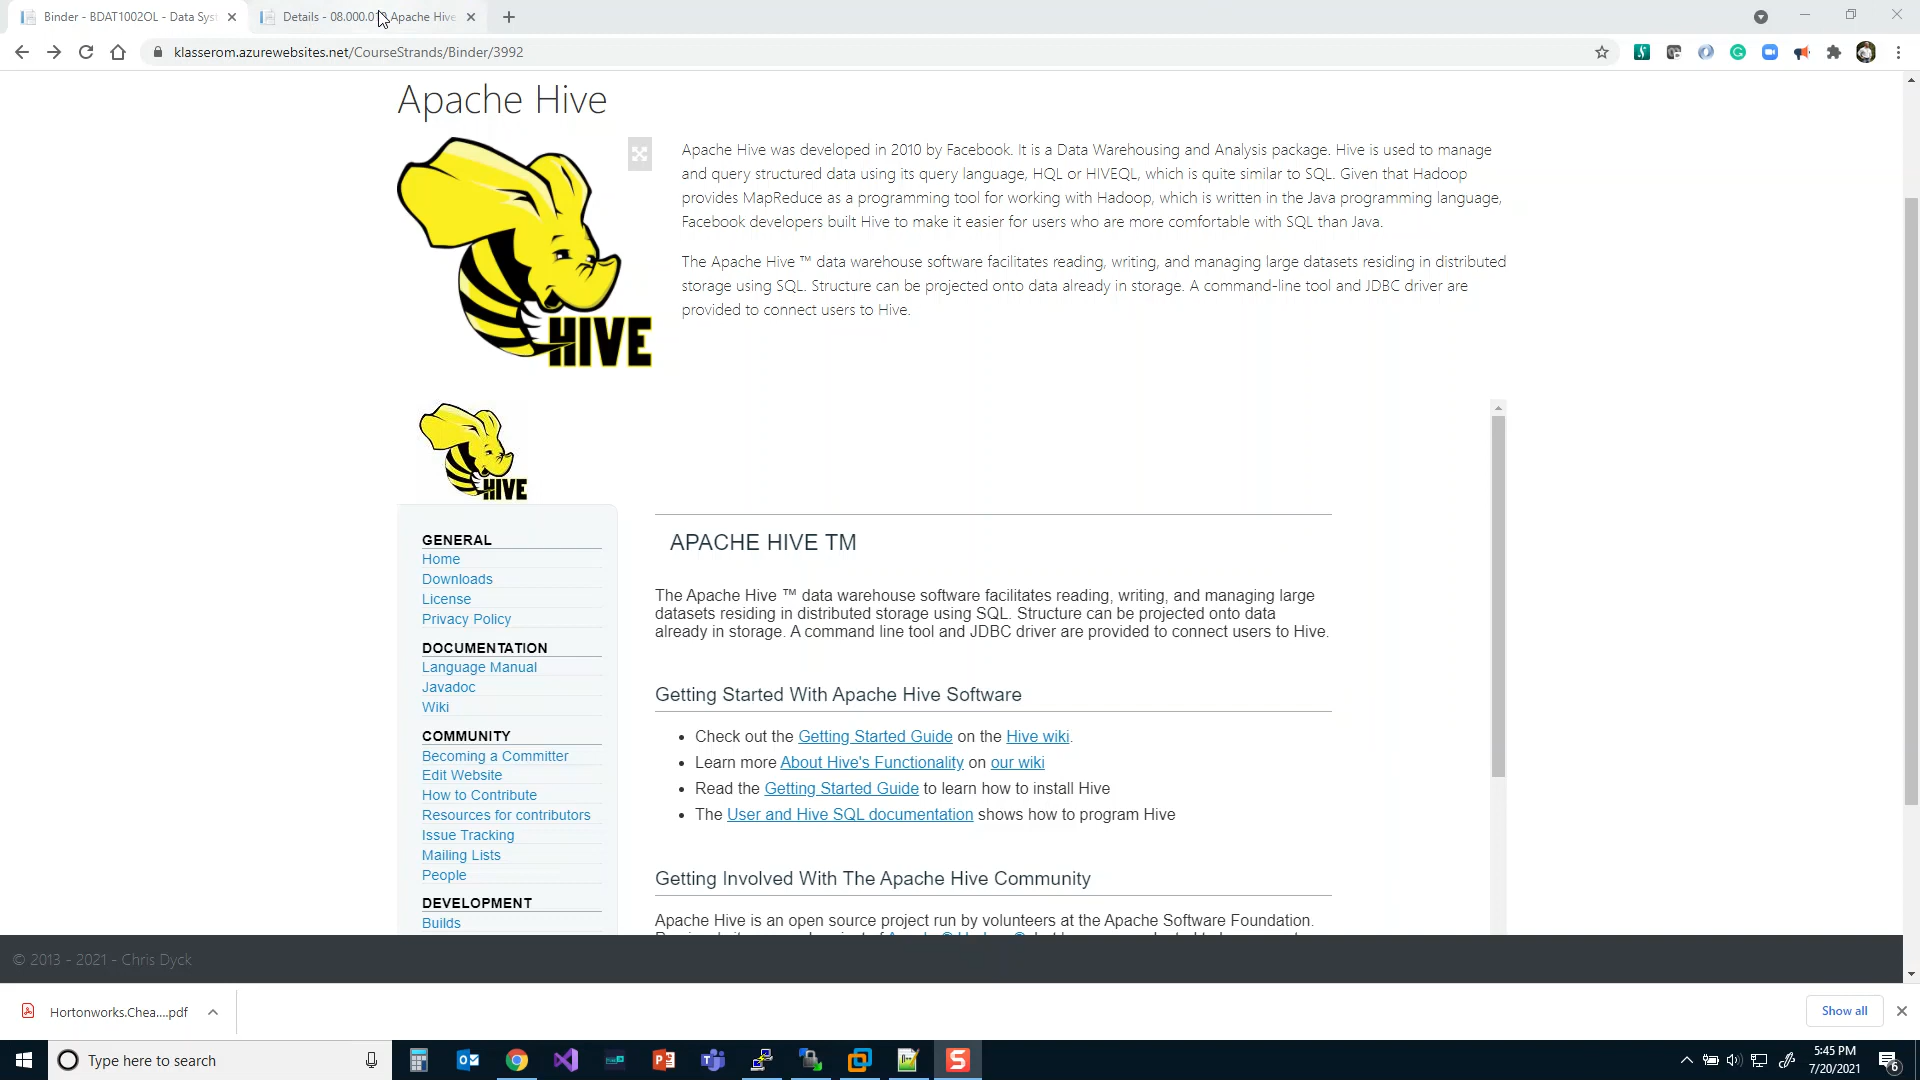 Binder - BDAT1002OL - Data Syst
Details - 08.000.01 Apache Hive
klasserom.azurewebsites.net/CourseStrands/Binder/3992
Apache Hive
HIVE
Apache Hive was developed in 2010 by Facebook. It is a Data Warehousing and Analysis package. Hive is used to manage
and query structured data using its query language, HQL or HIVEQL, which is quite similar to SQL. Given that Hadoop
provides MapReduce as a programming tool for working with Hadoop, which is written in the Java programming language,
Facebook developers built Hive to make it easier for users who are more comfortable with SQL than Java.
The Apache Hive ™ data warehouse software facilitates reading, writing, and managing large datasets residing in distributed
storage using SQL. Structure can be projected onto data already in storage. A command-line tool and JDBC driver are
provided to connect users to Hive.
HIVE
GENERAL
Home
Downloads
License
Privacy Policy
DOCUMENTATION
Language Manual
Javadoc
Wiki
COMMUNITY
Becoming a Committer
Edit Website
How to Contribute
Resources for contributors
Issue Tracking
Mailing Lists
People
DEVELOPMENT
Builds
APACHE HIVE TM
The Apache Hive ™ data warehouse software facilitates reading, writing, and managing large
datasets residing in distributed storage using SQL. Structure can be projected onto data
already in storage. A command line tool and JDBC driver are provided to connect users to Hive.
Getting Started With Apache Hive Software
Check out the Getting Started Guide on the Hive wiki.
Learn more About Hive's Functionality on our wiki
Read the Getting Started Guide to learn how to install Hive
The User and Hive SQL documentation shows how to program Hive
Getting Involved With The Apache Hive Community
Apache Hive is an open source project run by volunteers at the Apache Software Foundation.
© 2013 - 2021 - Chris Dyck
Hortonworks.Chea....pdf
Show all
Type here to search
5:45 PM
7/20/2021
6